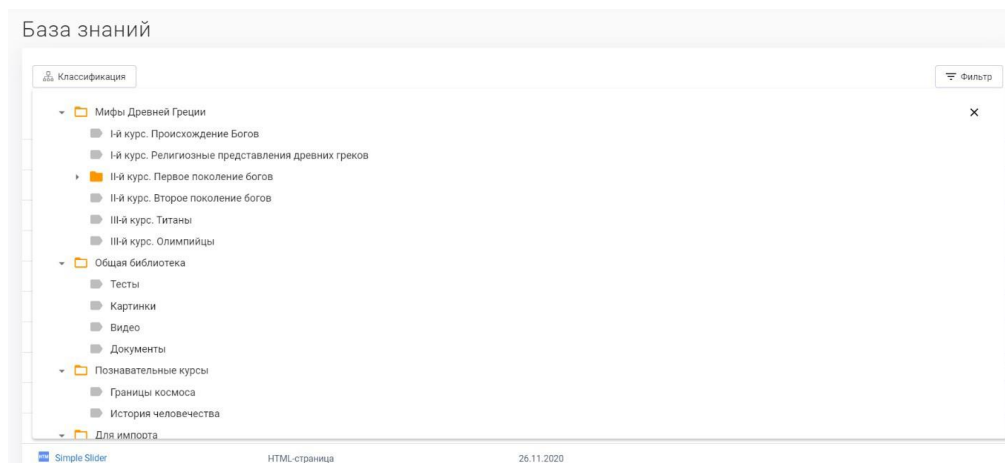 База знаний
Классификация
Фильтр
Мифы Древней Греции
I-й курс. Происхождение Богов
I-й курс. Религиозные представления древних греков
II-й курс. Первое поколение богов
II-й курс. Второе поколение богов
III-й курс. Титаны
III-й курс. Олимпийцы
Общая библиотека
Тесты
Картинки
Видео
Документы
Познавательные курсы
Границы космоса
История человечества
Для импорта
Simple Slider HTML-страница 26.11.2020